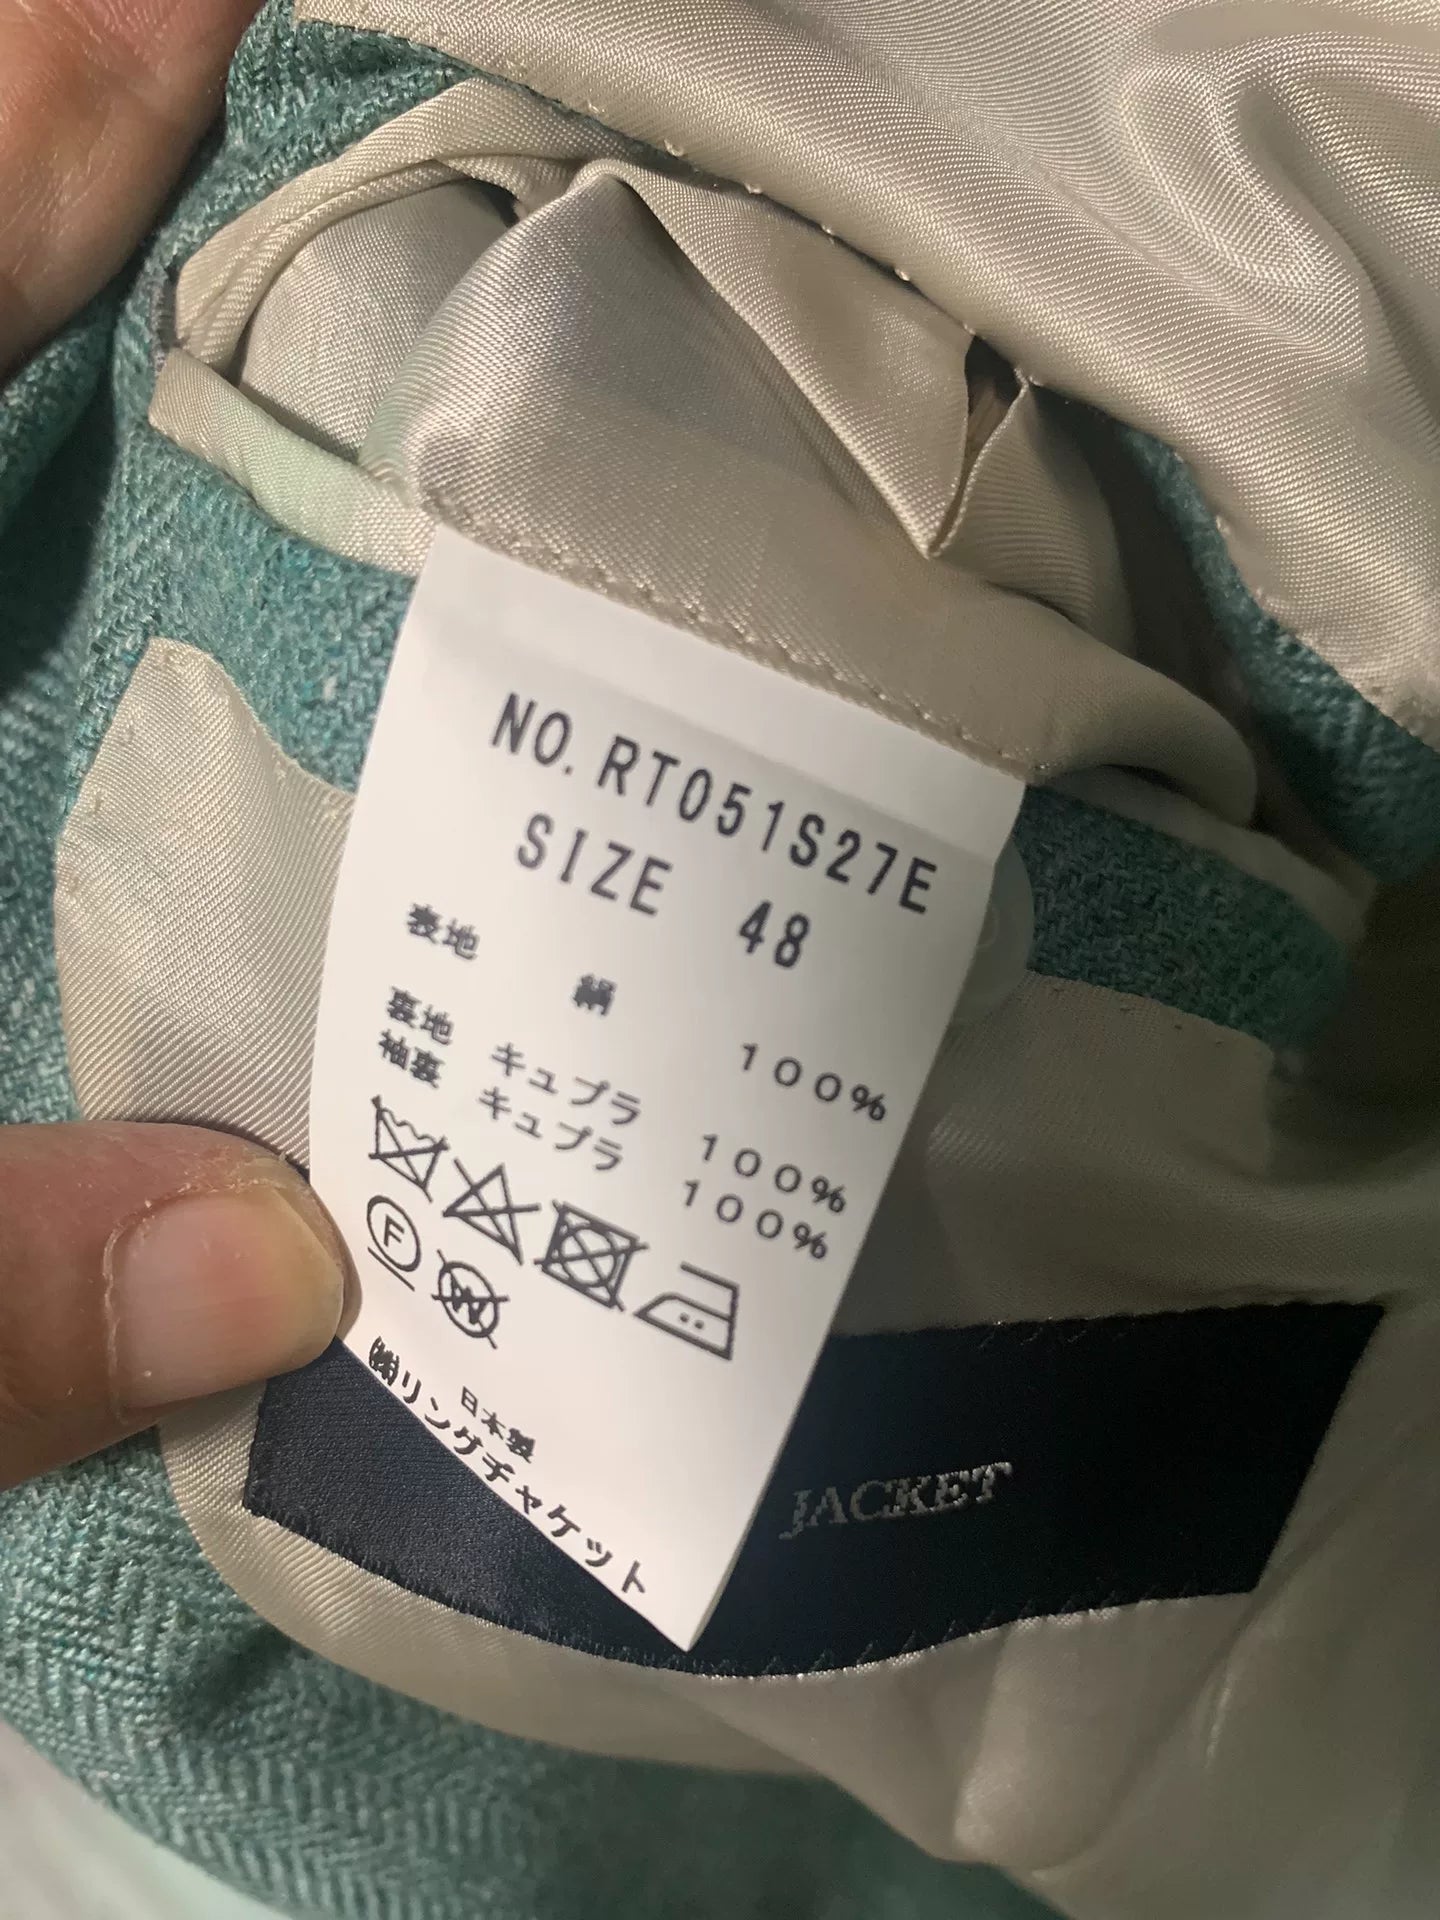 NO. RT051S27E
SIZE 48
表地 絹 100%
裏地 キュプラ 100%
袖裏 キュプラ 100%
F
W
日本製
㈱リングヂャケット
JACKET